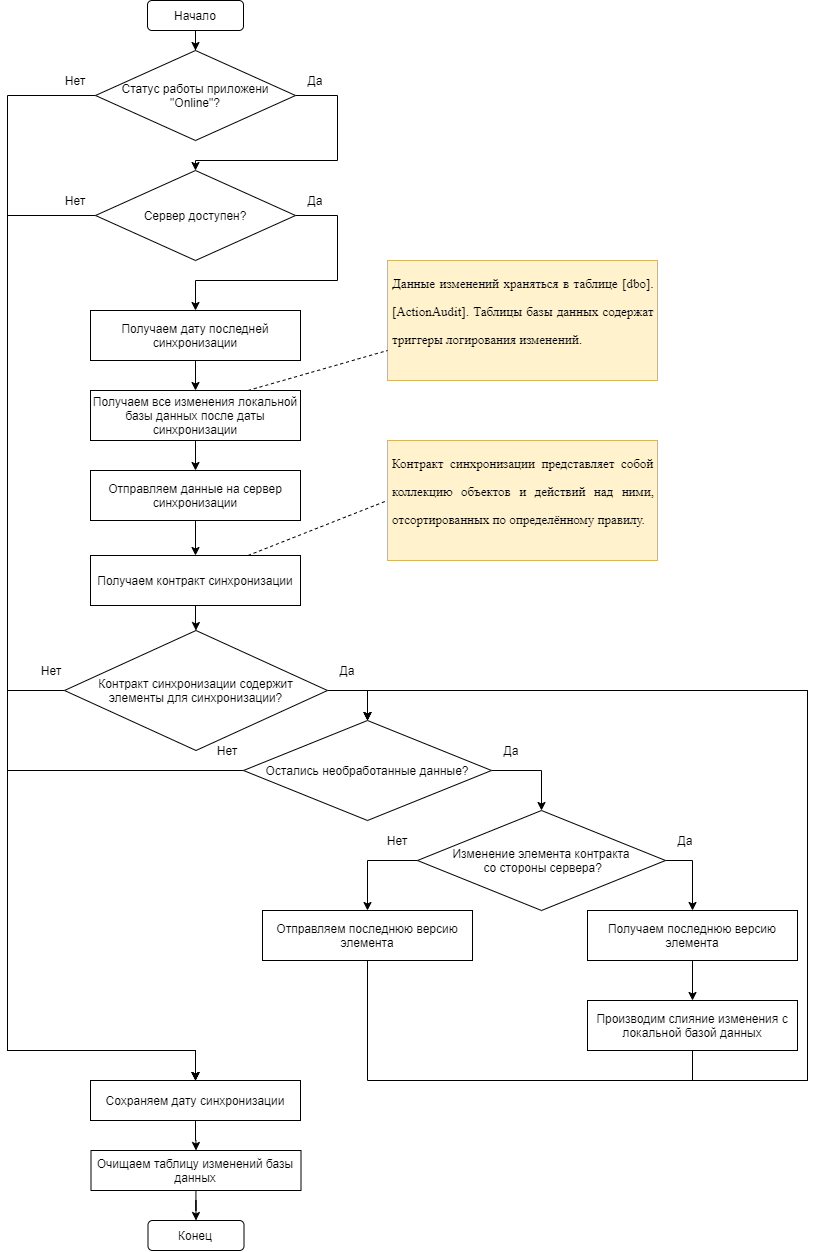 Начало
Нет
Да
Статус работы приложени
"Online"?
Нет
Да
Сервер доступен?
Данные изменений храняться в таблице [dbo].
[ActionAudit]. Таблицы базы данных содержат
триггеры логирования изменений.
Получаем дату последней
синхронизации
Получаем все изменения локальной
базы данных после даты
синхронизации
Контракт синхронизации представляет собой
коллекцию объектов и действий над ними,
отсортированных по определённому правилу.
Отправляем данные на сервер
синхронизации
Получаем контракт синхронизации
Нет
Да
Контракт синхронизации содержит
элементы для синхронизации?
Нет
Да
Остались необработанные данные?
Нет
Да
Изменение элемента контракта
со стороны сервера?
Отправляем последнюю версию
элемента
Получаем последнюю версию
элемента
Производим слияние изменения с
локальной базой данных
Сохраняем дату синхронизации
Очищаем таблицу изменений базы
данных
Конец